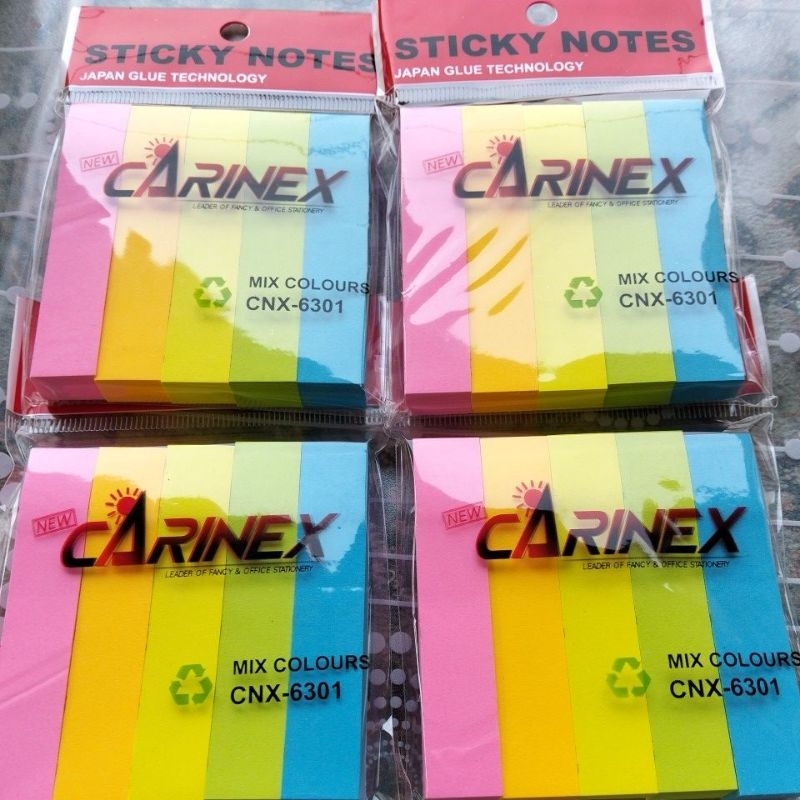 STICKY NOTES
JAPAN GLUE TECHNOLOGY
NEW
CARINEX
LEADER OF FANCY & OFFICE STATIONERY
MIX COLOURS
CNX-6301
STICKY NOTES
JAPAN GLUE TECHNOLOGY
NEW
CARINEX
LEADER OF FANCY & OFFICE STATIONERY
MIX COLOURS
CNX-6301
NEW
CARINEX
LEADER OF FANCY & OFFICE STATIONERY
MIX COLOURS
CNX-6301
NEW
CARINEX
LEADER OF FANCY & OFFICE STATIONERY
MIX COLOURS
CNX-6301